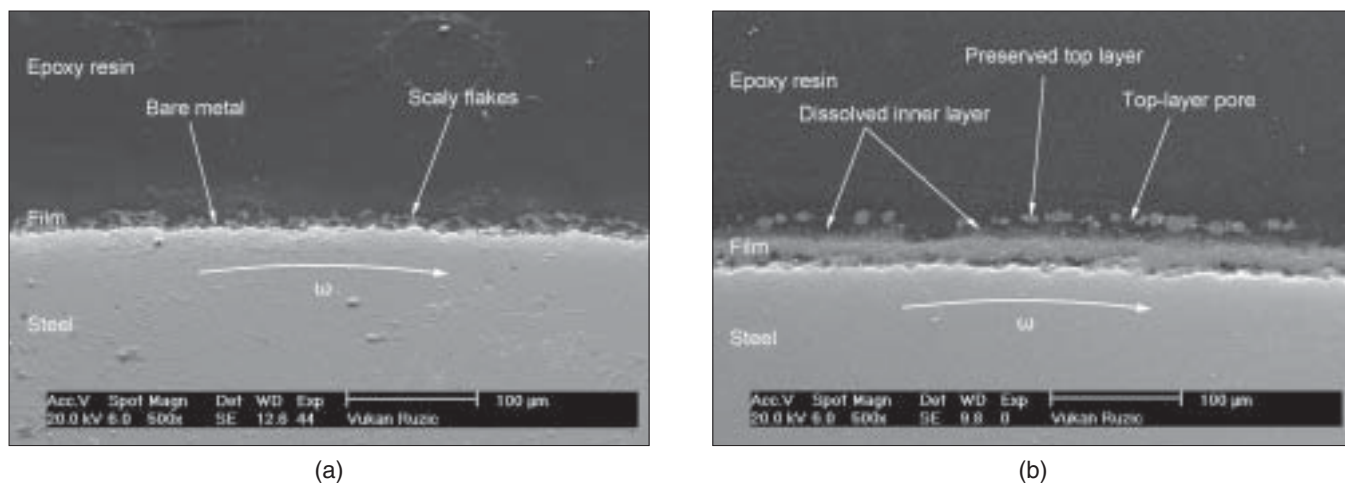 Epoxy resin
Bare metal
Scaly flakes
Film
ω
Steel
Acc.V Spot Magn Det WD Exp 100 µm
20.0 kV 6.0 500x SE 12.6 44 Vukan Ruzic
(a)
Preserved top layer
Epoxy resin
Top-layer pore
Dissolved inner layer
Film
ω
Steel
Acc.V Spot Magn Det WD Exp 100 µm
20.0 kV 6.0 500x SE 9.8 0 Vukan Ruzic
(b)